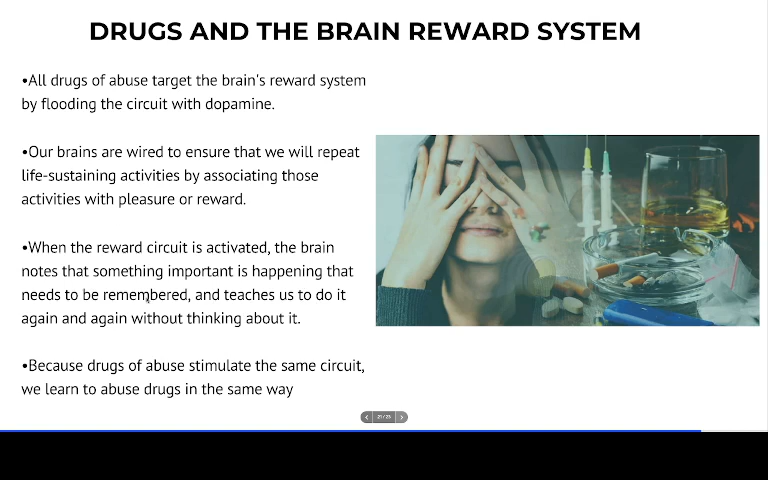 DRUGS AND THE BRAIN REWARD SYSTEM
•All drugs of abuse target the brain's reward system
by flooding the circuit with dopamine.
•Our brains are wired to ensure that we will repeat
life-sustaining activities by associating those
activities with pleasure or reward.
•When the reward circuit is activated, the brain
notes that something important is happening that
needs to be remembered, and teaches us to do it
again and again without thinking about it.
•Because drugs of abuse stimulate the same circuit,
we learn to abuse drugs in the same way
21 / 23